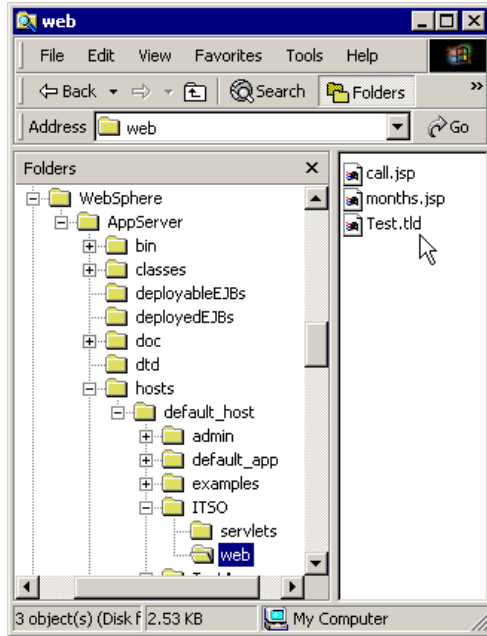 web
File Edit View Favorites Tools Help
Back Search Folders »
Address web Go
Folders
WebSphere
AppServer
bin
classes
deployableEJBs
deployedEJBs
doc
dtd
hosts
default_host
admin
default_app
examples
ITSO
servlets
web
call.jsp
months.jsp
Test.tld
3 object(s) (Disk f 2.53 KB My Computer